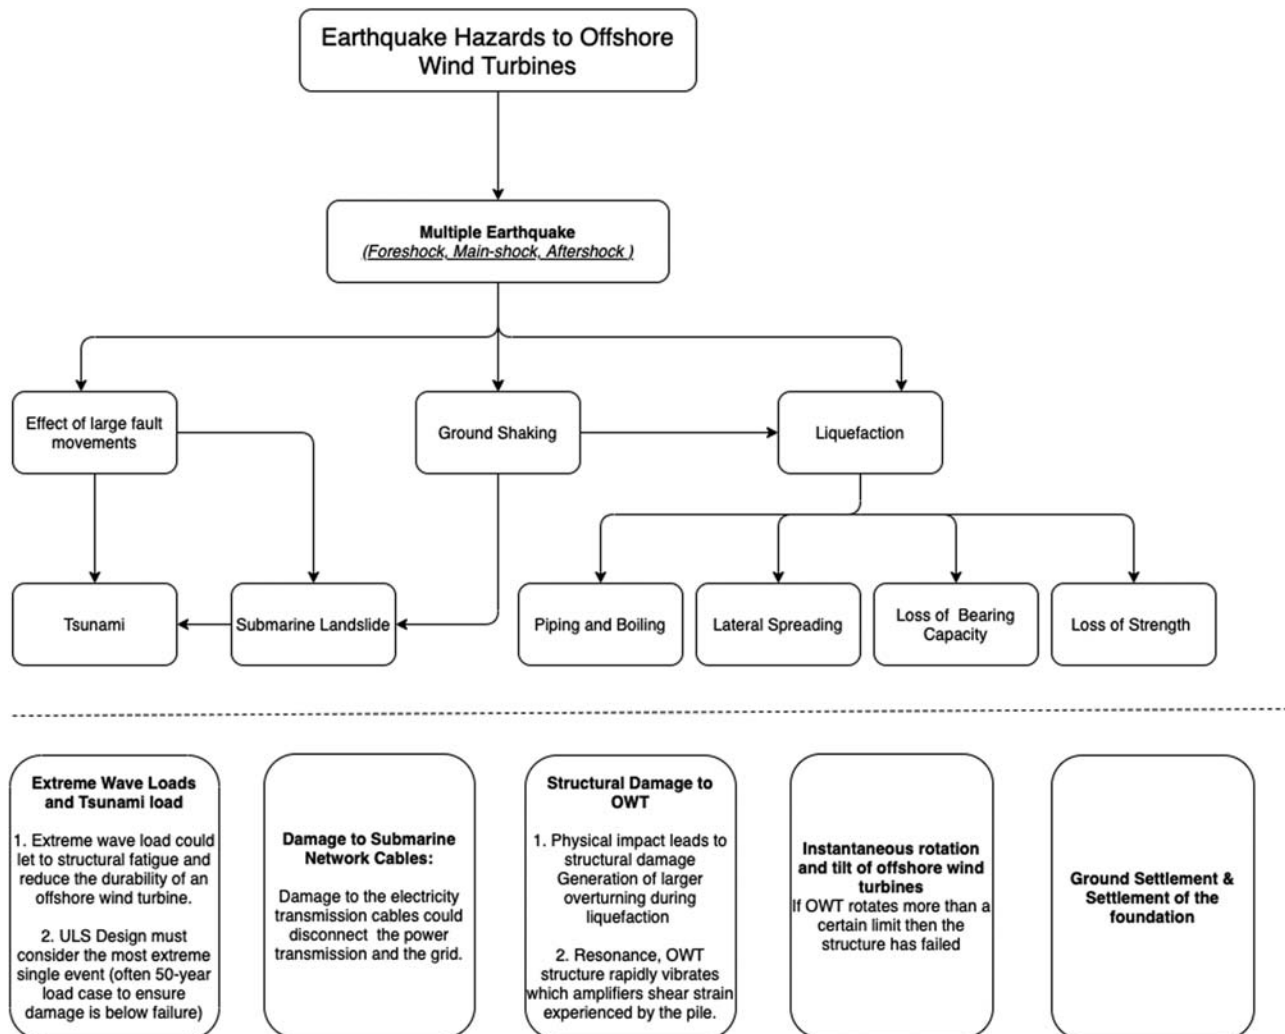 Earthquake Hazards to Offshore
Wind Turbines
Multiple Earthquake
(Foreshock, Main-shock, Aftershock )
Effect of large fault
movements
Ground Shaking
Liquefaction
Tsunami
Submarine Landslide
Piping and Boiling
Lateral Spreading
Loss of Bearing
Capacity
Loss of Strength
Extreme Wave Loads
and Tsunami load
1. Extreme wave load could
let to structural fatigue and
reduce the durability of an
offshore wind turbine.
2. ULS Design must
consider the most extreme
single event (often 50-year
load case to ensure
damage is below failure)
Damage to Submarine
Network Cables:
Damage to the electricity
transmission cables could
disconnect the power
transmission and the grid.
Structural Damage to
OWT
1. Physical impact leads to
structural damage
Generation of larger
overturning during
liquefaction
2. Resonance, OWT
structure rapidly vibrates
which amplifiers shear strain
experienced by the pile.
Instantaneous rotation
and tilt of offshore wind
turbines
If OWT rotates more than a
certain limit then the
structure has failed
Ground Settlement &
Settlement of the
foundation